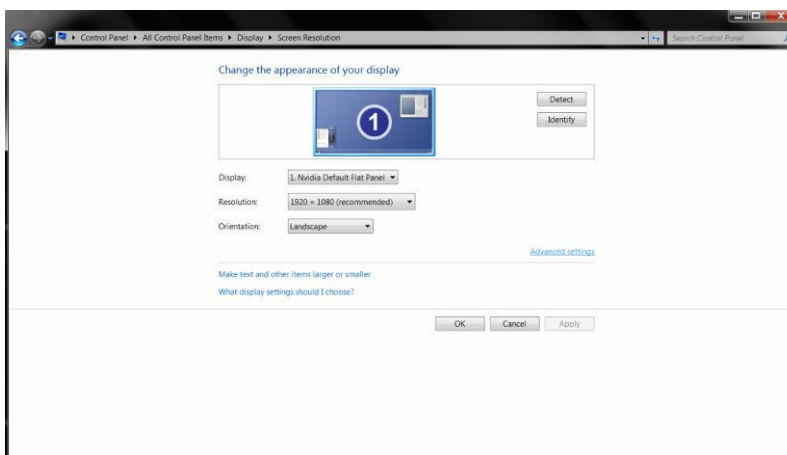 Control Panel ▸ All Control Panel Items ▸ Display ▸ Screen Resolution
Search Control Panel
Change the appearance of your display
1
Detect
Identify
Display: 1. Nvidia Default Flat Panel
Resolution: 1920 × 1080 (recommended)
Orientation: Landscape
Advanced settings
Make text and other items larger or smaller
What display settings should I choose?
OK Cancel Apply